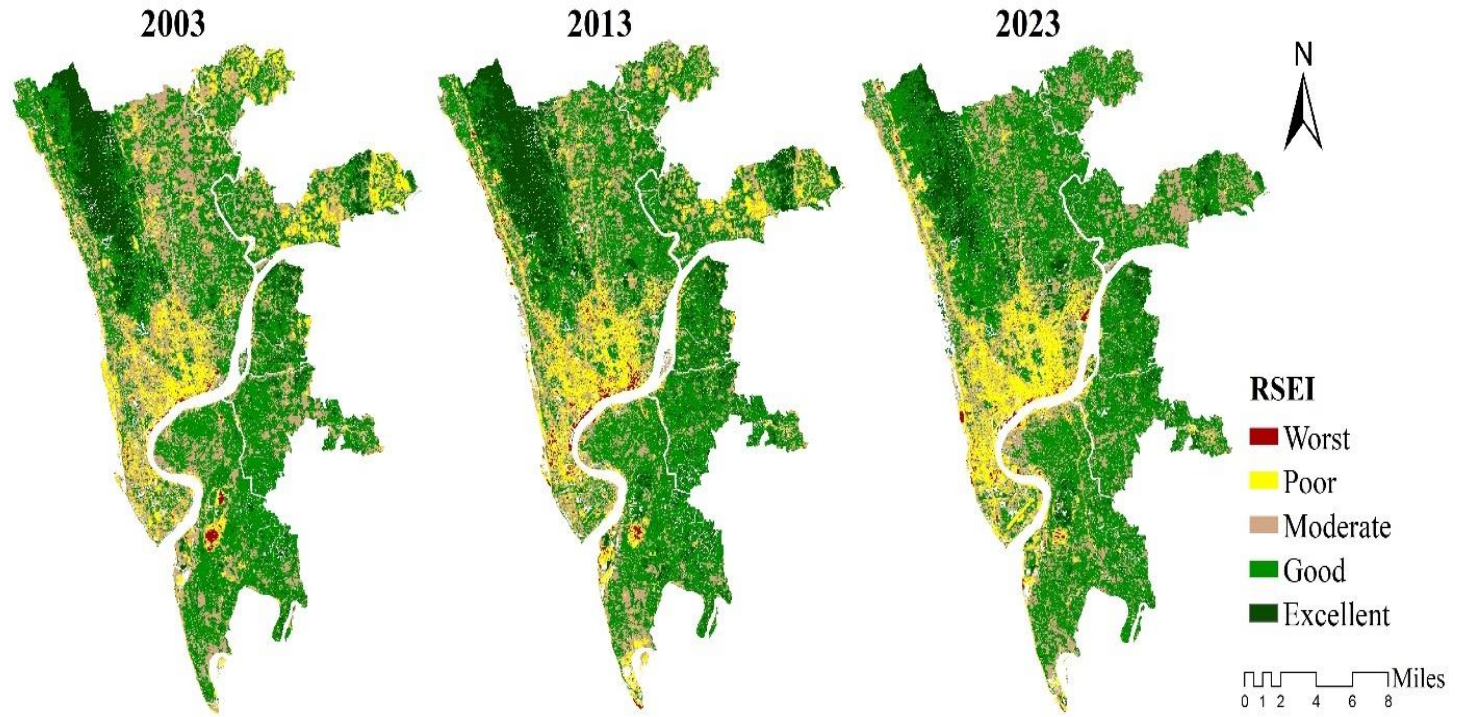 2003
2013
2023
N
RSEI
Worst
Poor
Moderate
Good
Excellent
Miles
0 1 2 4 6 8